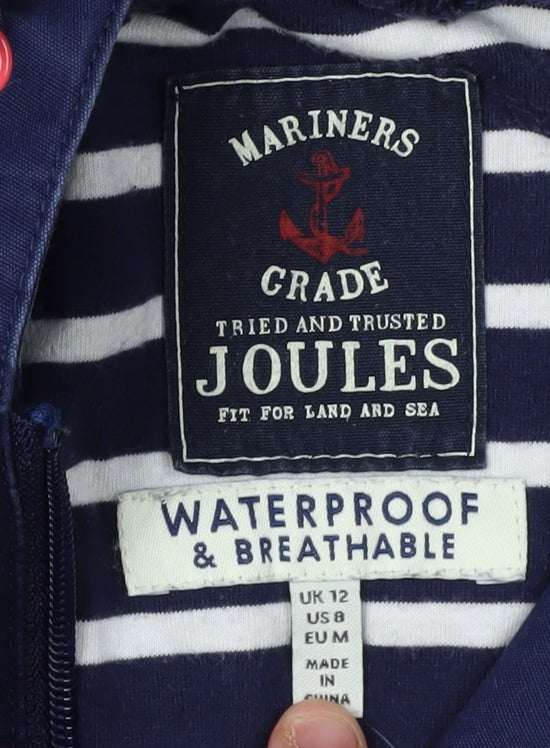 MARINERS
GRADE
TRIED AND TRUSTED
JOULES
FIT FOR LAND AND SEA
WATERPROOF
& BREATHABLE
UK 12
US 8
EU M
MADE
IN
CHINA